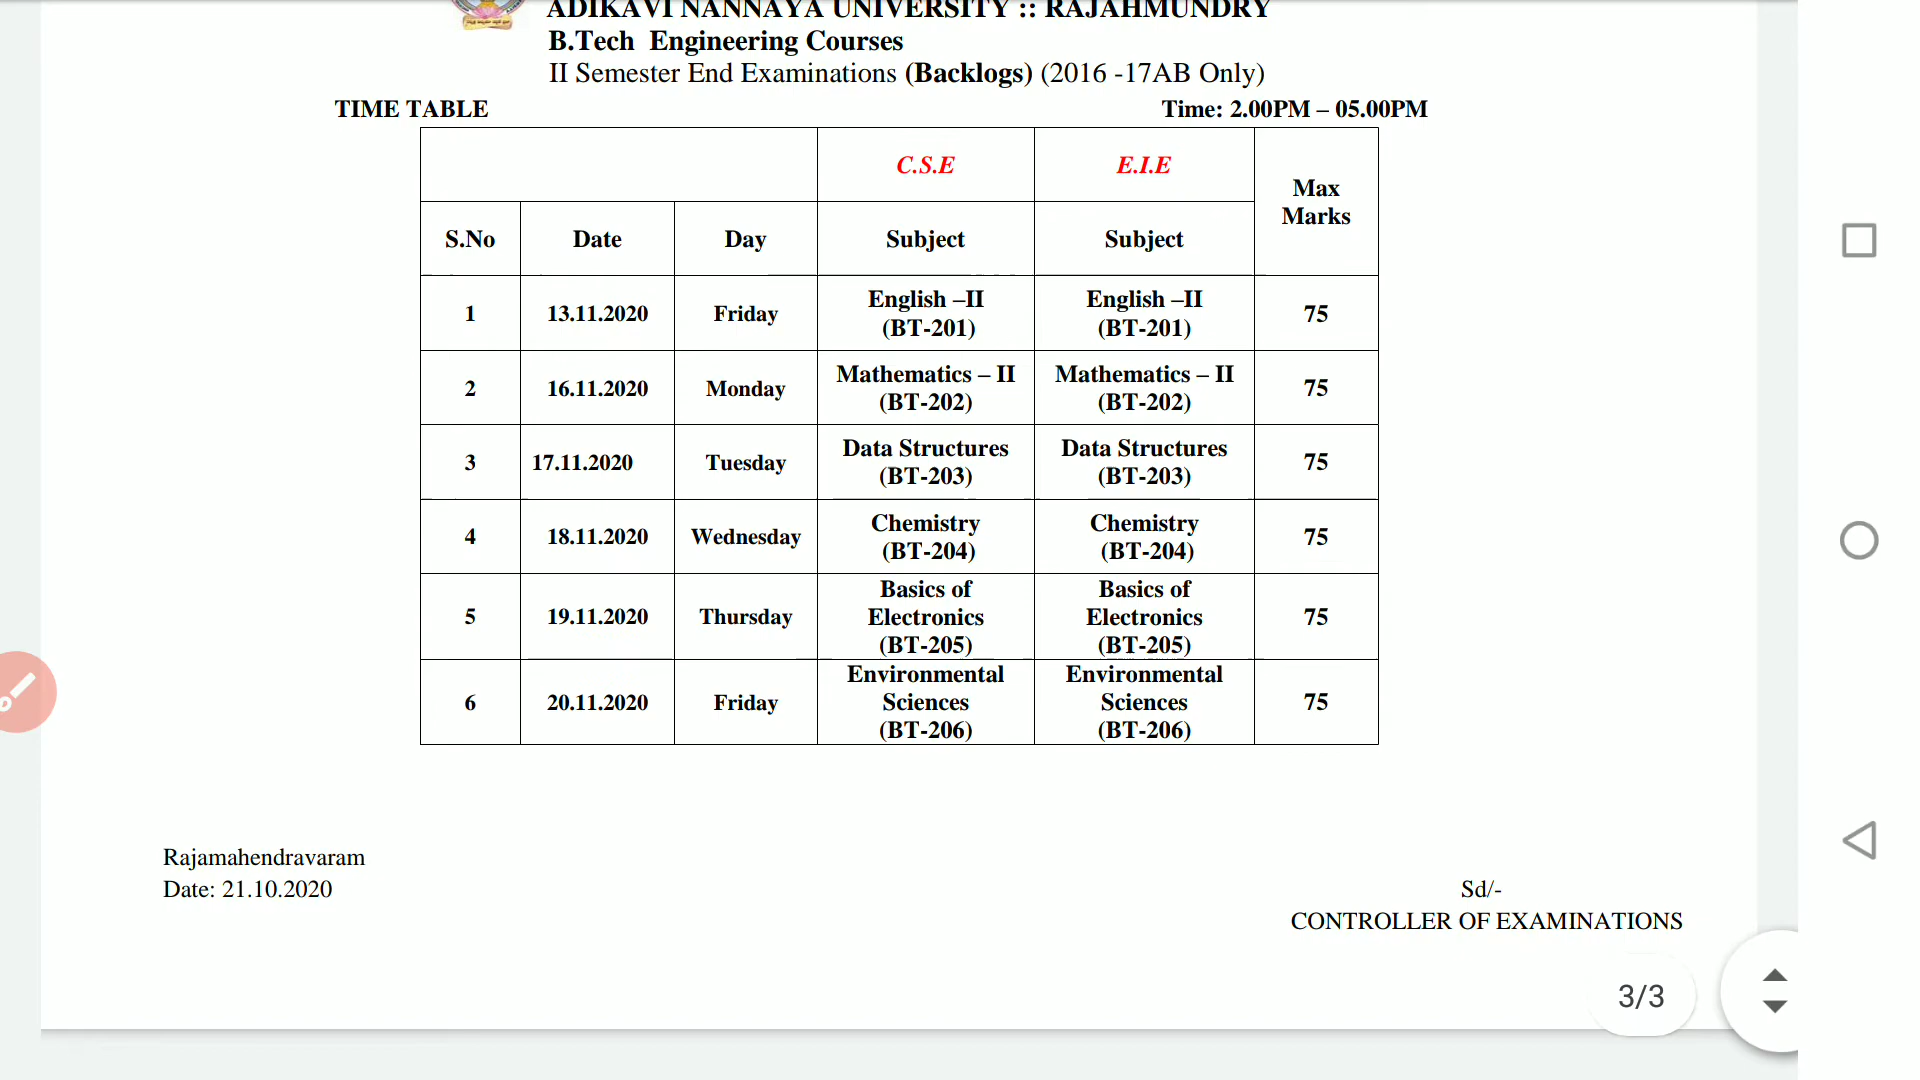 ADIKAVI NANNAYA UNIVERSITY :: RAJAHMUNDRY
B.Tech Engineering Courses
II Semester End Examinations (Backlogs) (2016 -17AB Only)
TIME TABLE Time: 2.00PM – 05.00PM
C.S.E E.I.E Max Marks
S.No Date Day Subject Subject
1 13.11.2020 Friday English –II (BT-201) English –II (BT-201) 75
2 16.11.2020 Monday Mathematics – II (BT-202) Mathematics – II (BT-202) 75
3 17.11.2020 Tuesday Data Structures (BT-203) Data Structures (BT-203) 75
4 18.11.2020 Wednesday Chemistry (BT-204) Chemistry (BT-204) 75
5 19.11.2020 Thursday Basics of Electronics (BT-205) Basics of Electronics (BT-205) 75
6 20.11.2020 Friday Environmental Sciences (BT-206) Environmental Sciences (BT-206) 75
Rajamahendravaram
Date: 21.10.2020
Sd/-
CONTROLLER OF EXAMINATIONS
3/3